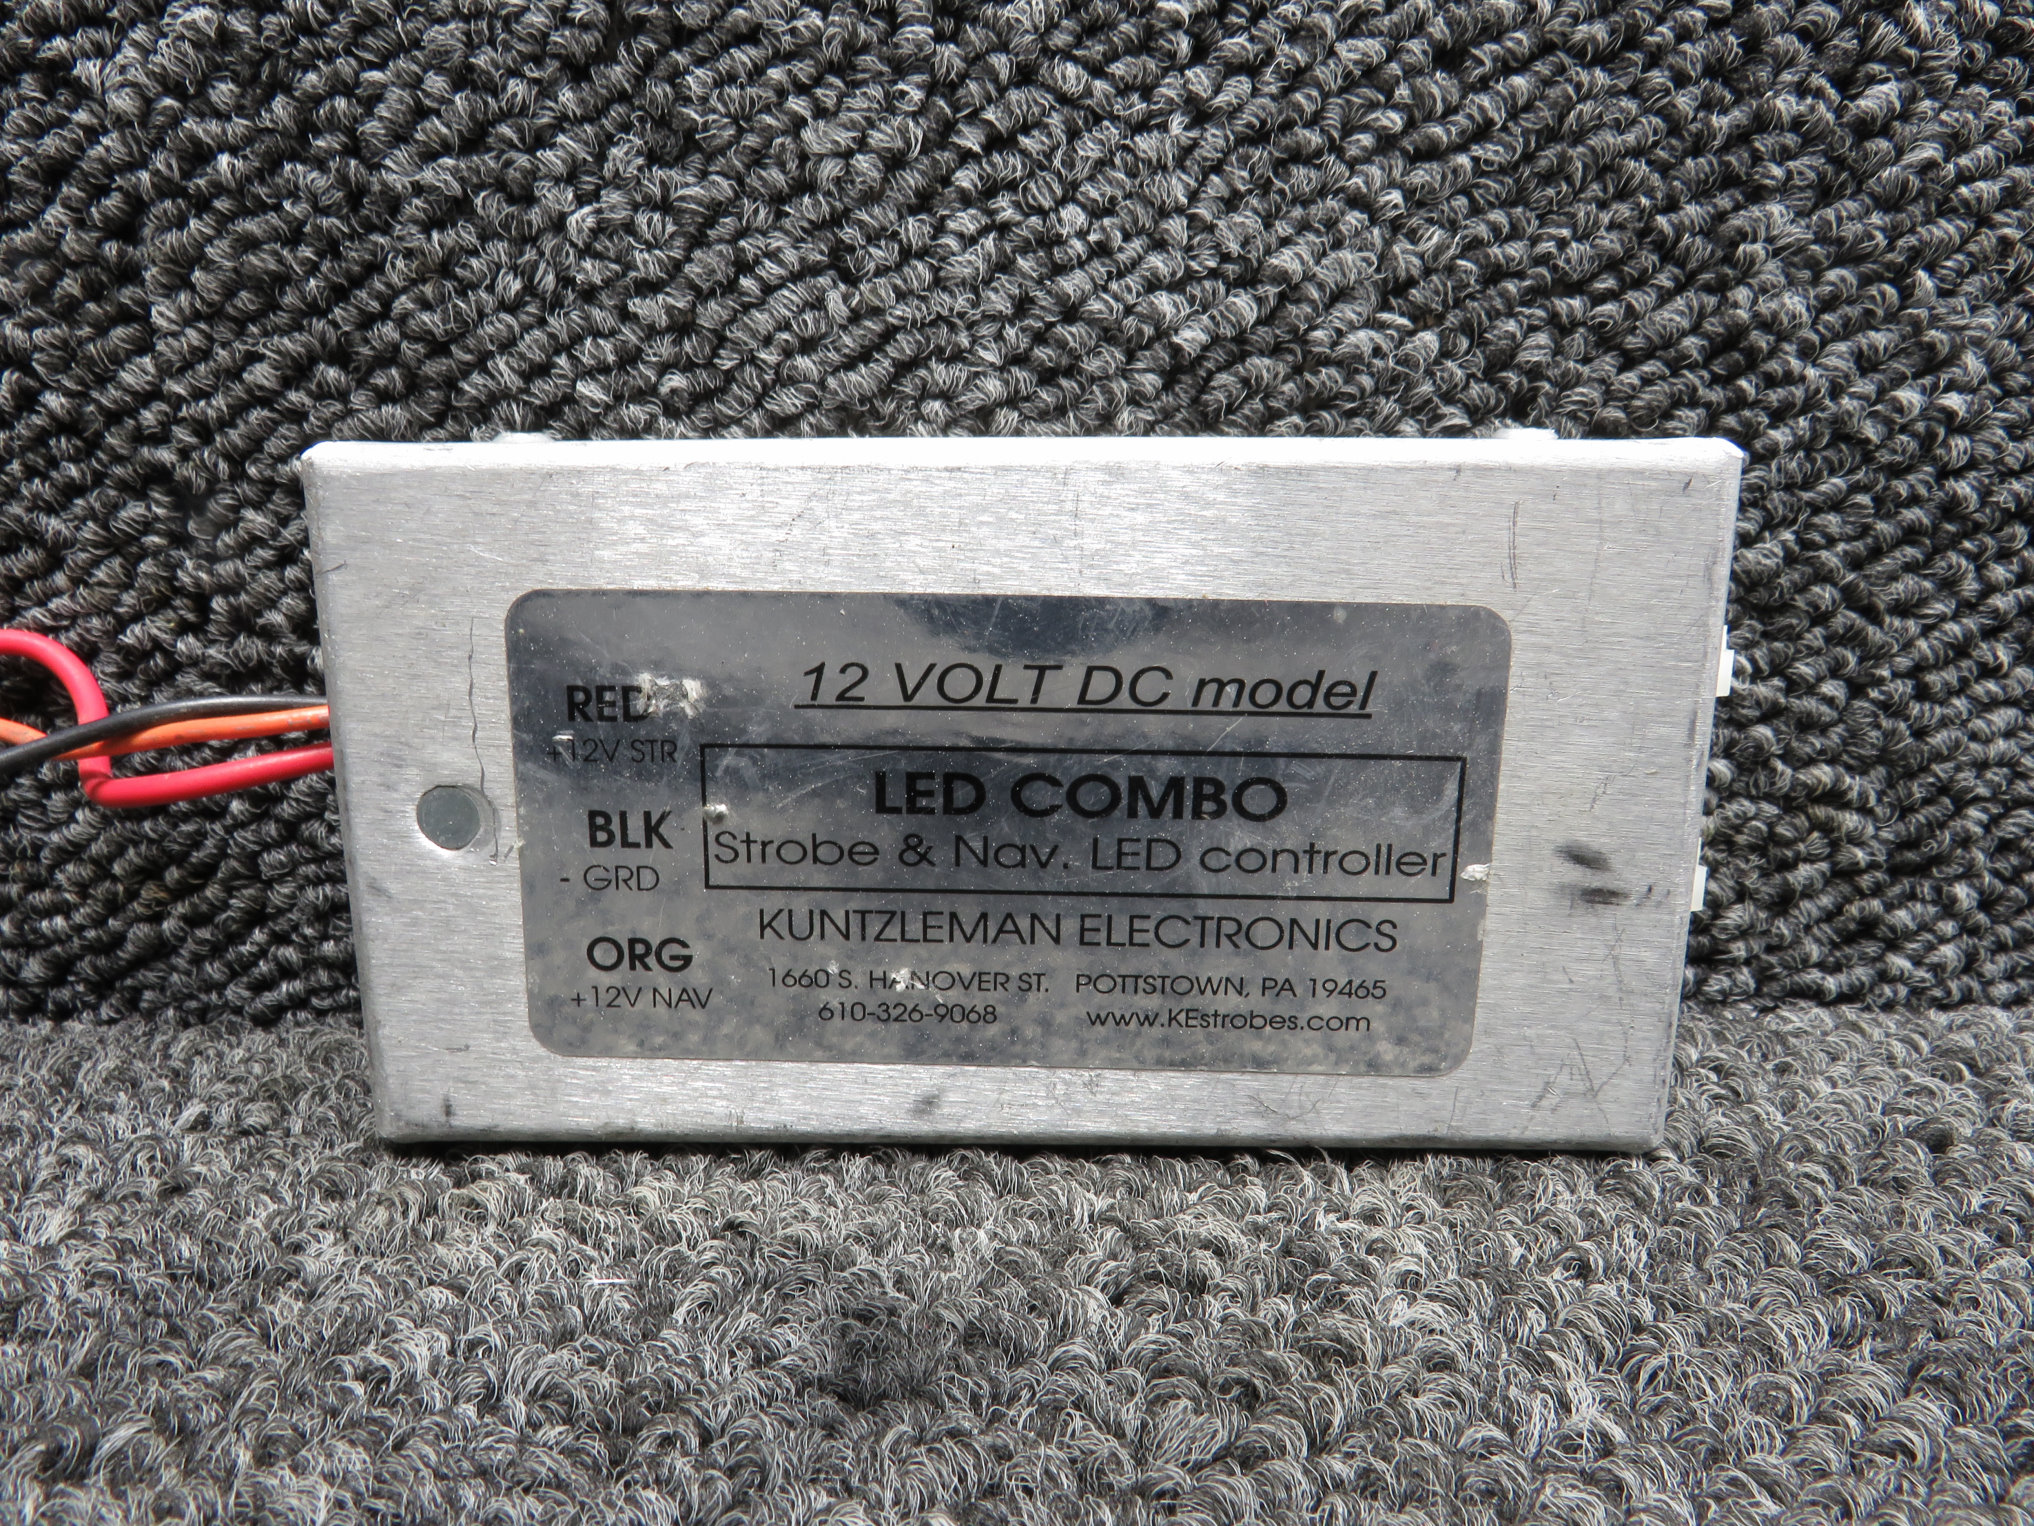 12 VOLT DC model
RED
+12V STR
BLK
- GRD
ORG
+12V NAV
LED COMBO
Strobe & Nav. LED controller
KUNTZLEMAN ELECTRONICS
1660 S. HANOVER ST. POTTSTOWN, PA 19465
610-326-9068 www.KEstrobes.com